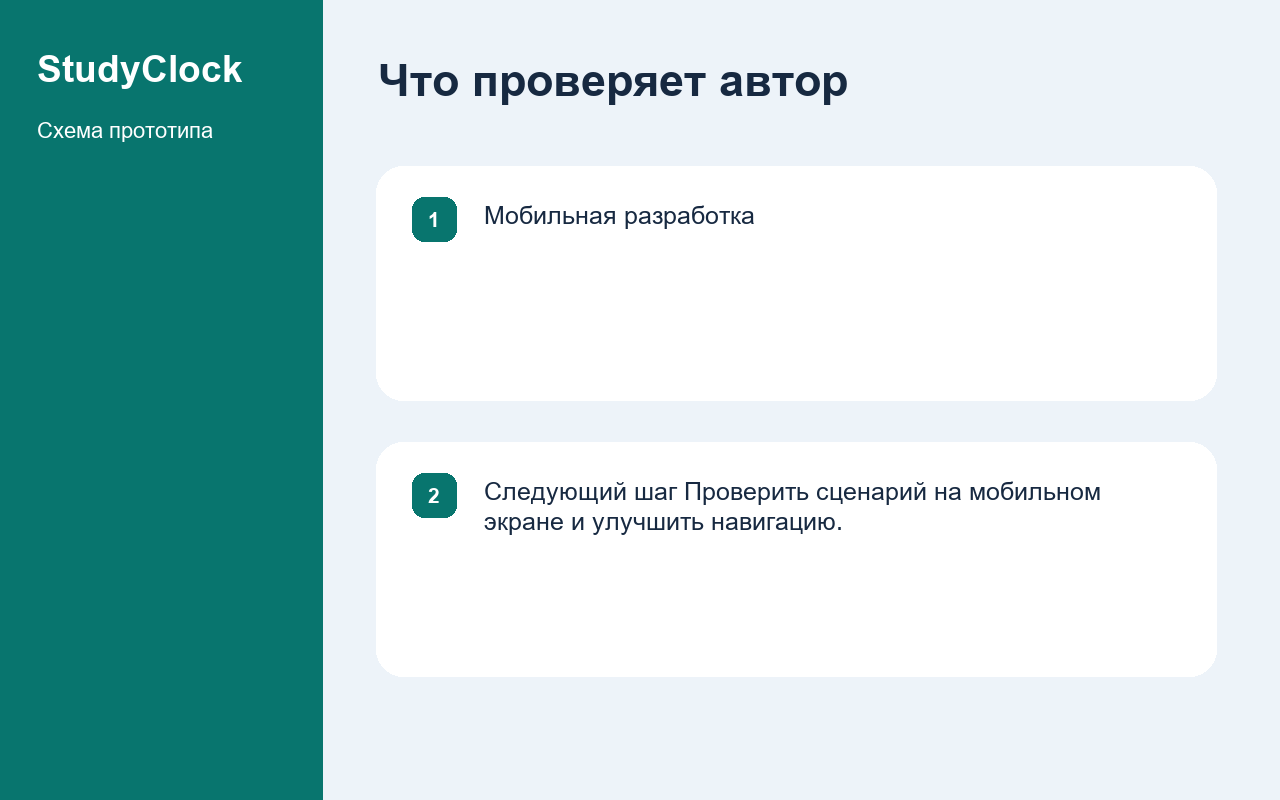 StudyClock
Схема прототипа
Что проверяет автор
1
Мобильная разработка
2
Следующий шаг Проверить сценарий на мобильном
экране и улучшить навигацию.